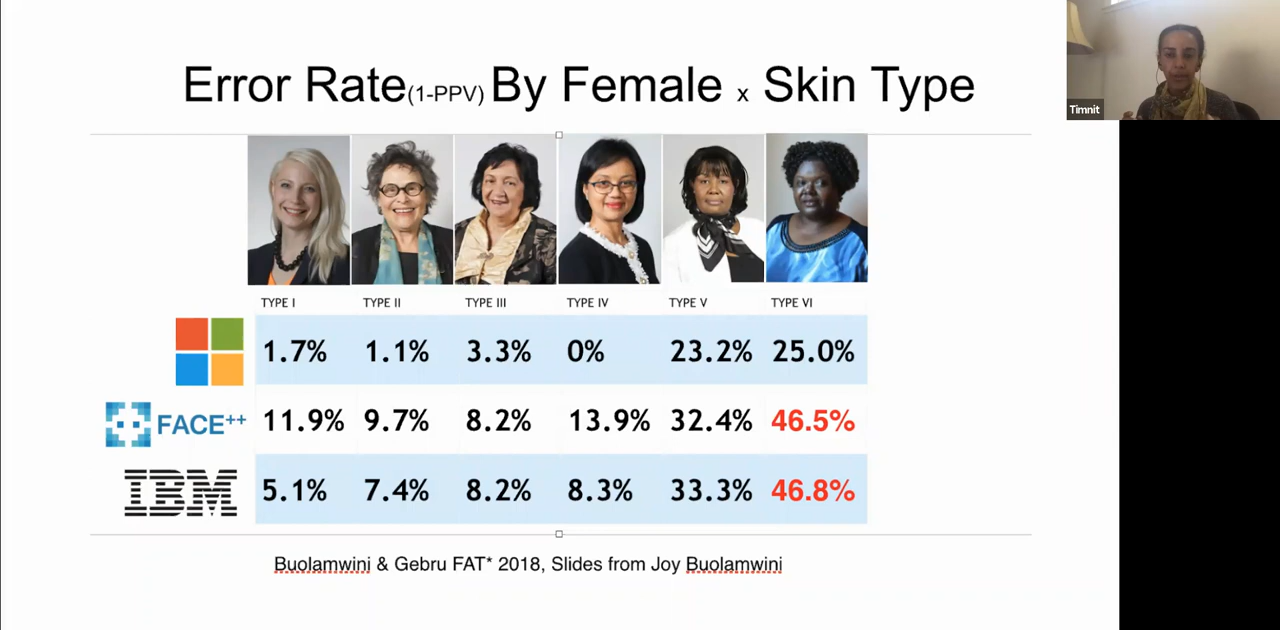 Error Rate(1-PPV) By Female x Skin Type
Timnit
TYPE I TYPE II TYPE III TYPE IV TYPE V TYPE VI
1.7% 1.1% 3.3% 0% 23.2% 25.0%
FACE++ 11.9% 9.7% 8.2% 13.9% 32.4% 46.5%
IBM 5.1% 7.4% 8.2% 8.3% 33.3% 46.8%
Buolamwini & Gebru FAT* 2018, Slides from Joy Buolamwini